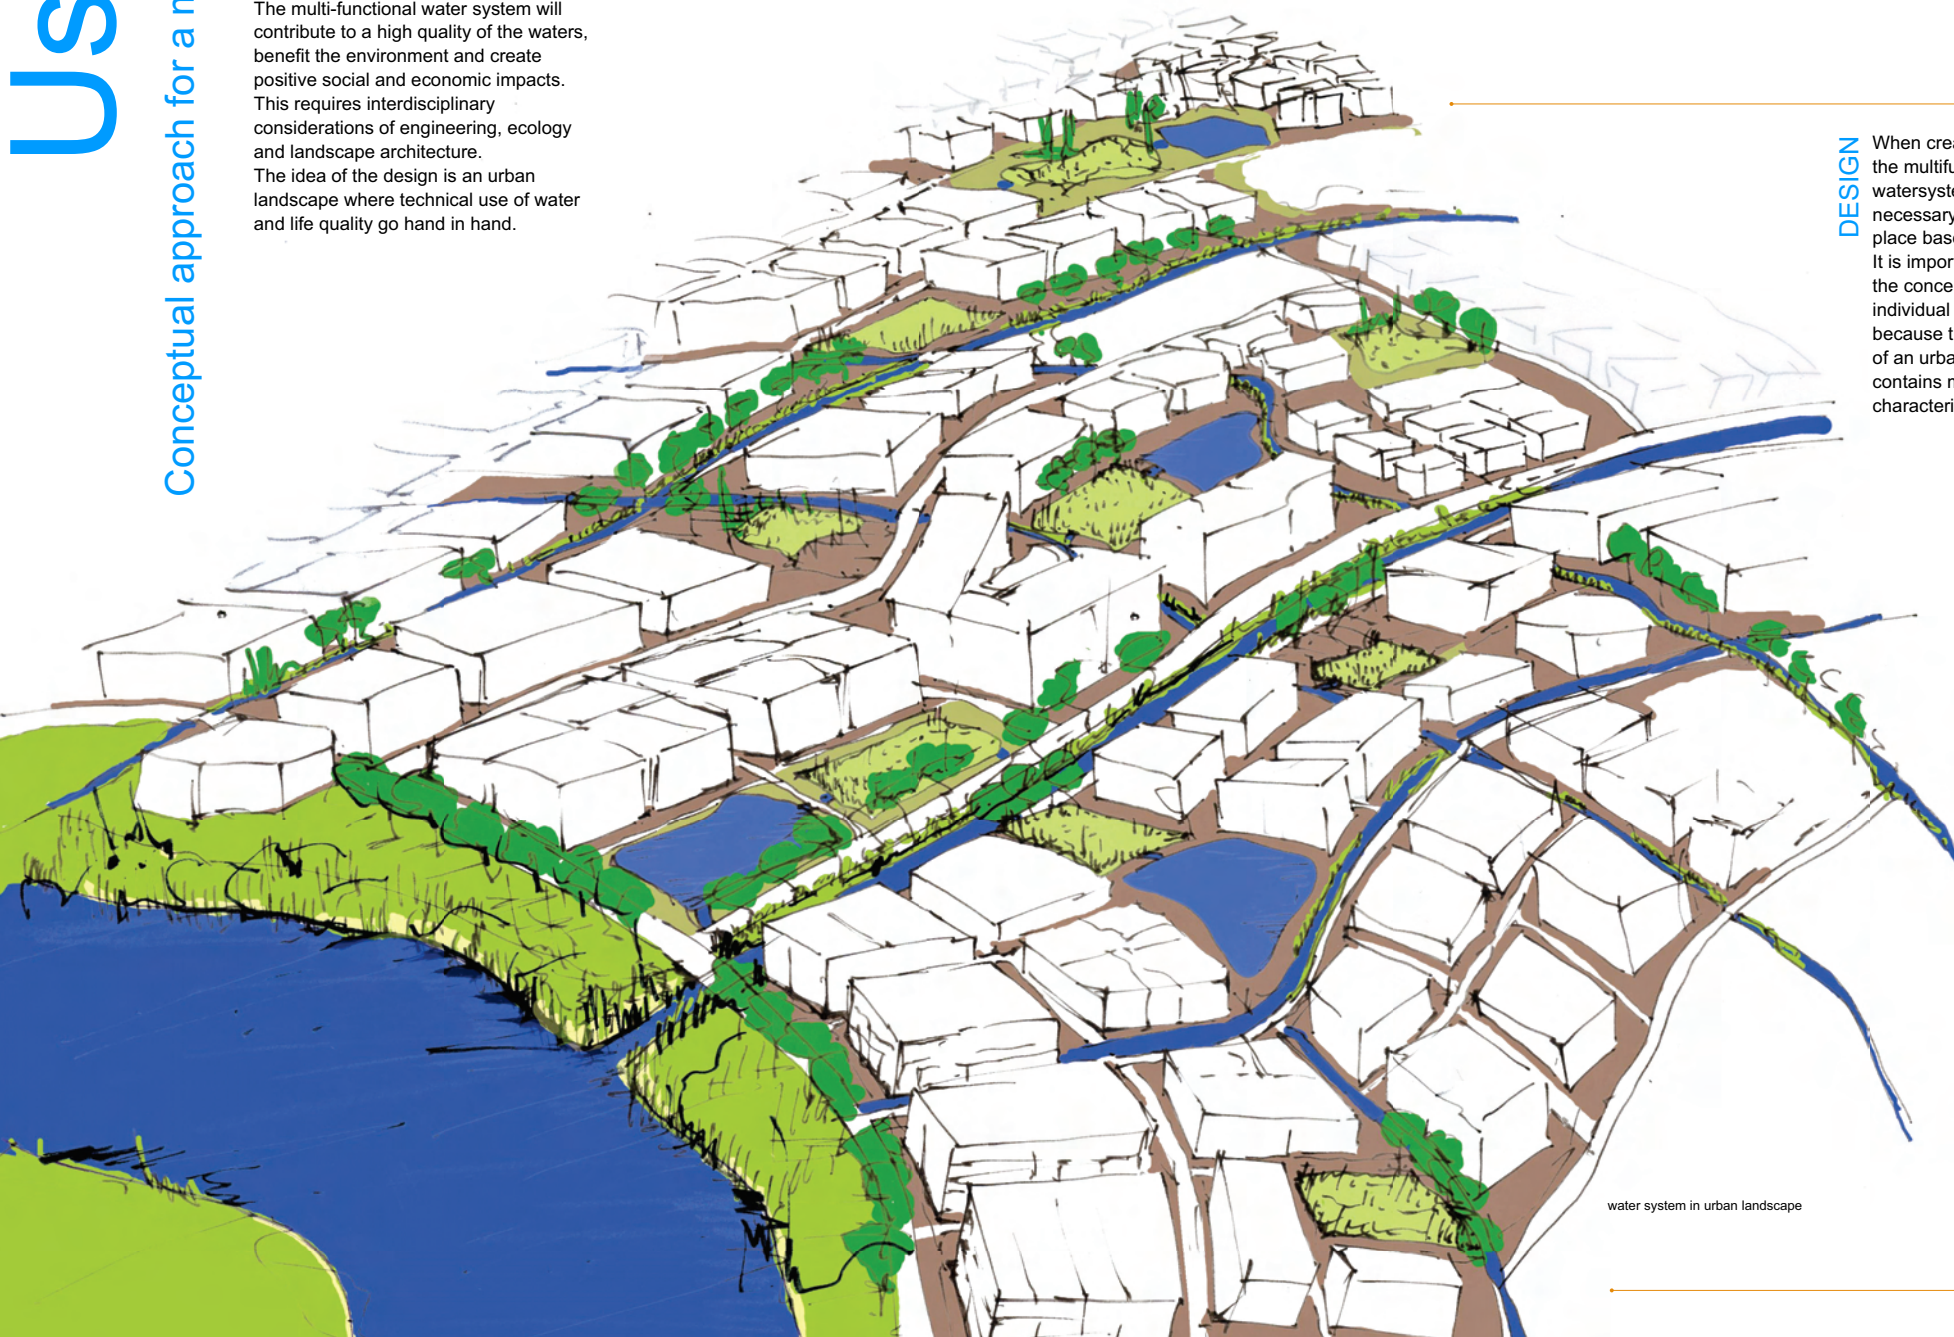 Us
Conceptual approach for a
The multi-functional water system will
contribute to a high quality of the waters,
benefit the environment and create
positive social and economic impacts.
This requires interdisciplinary
considerations of engineering, ecology
and landscape architecture.
The idea of the design is an urban
landscape where technical use of water
and life quality go hand in hand.
DESIGN
When crea
the multifu
watersyste
necessary
place base
It is impor
the conce
individual
because t
of an urba
contains
characteri
water system in urban landscape